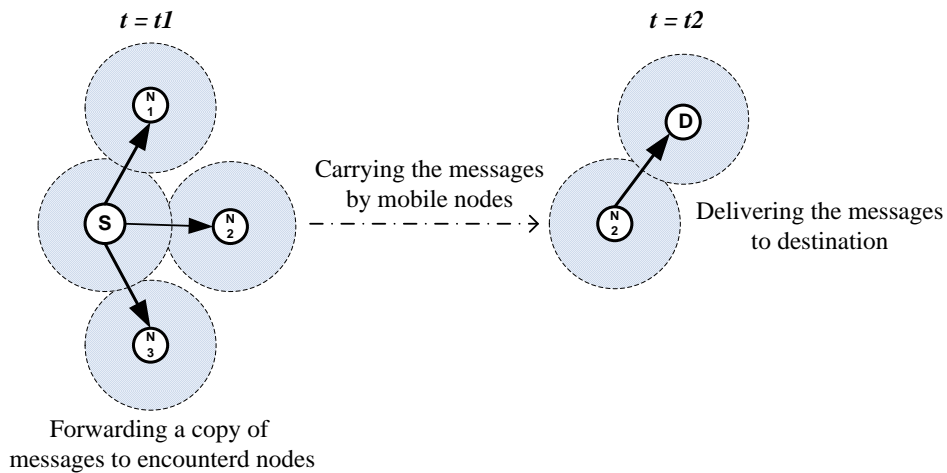 t = t1
t = t2
N
1
D
Carrying the messages
by mobile nodes
S
N
2
N
2
Delivering the messages
to destination
N
3
Forwarding a copy of
messages to encounterd nodes